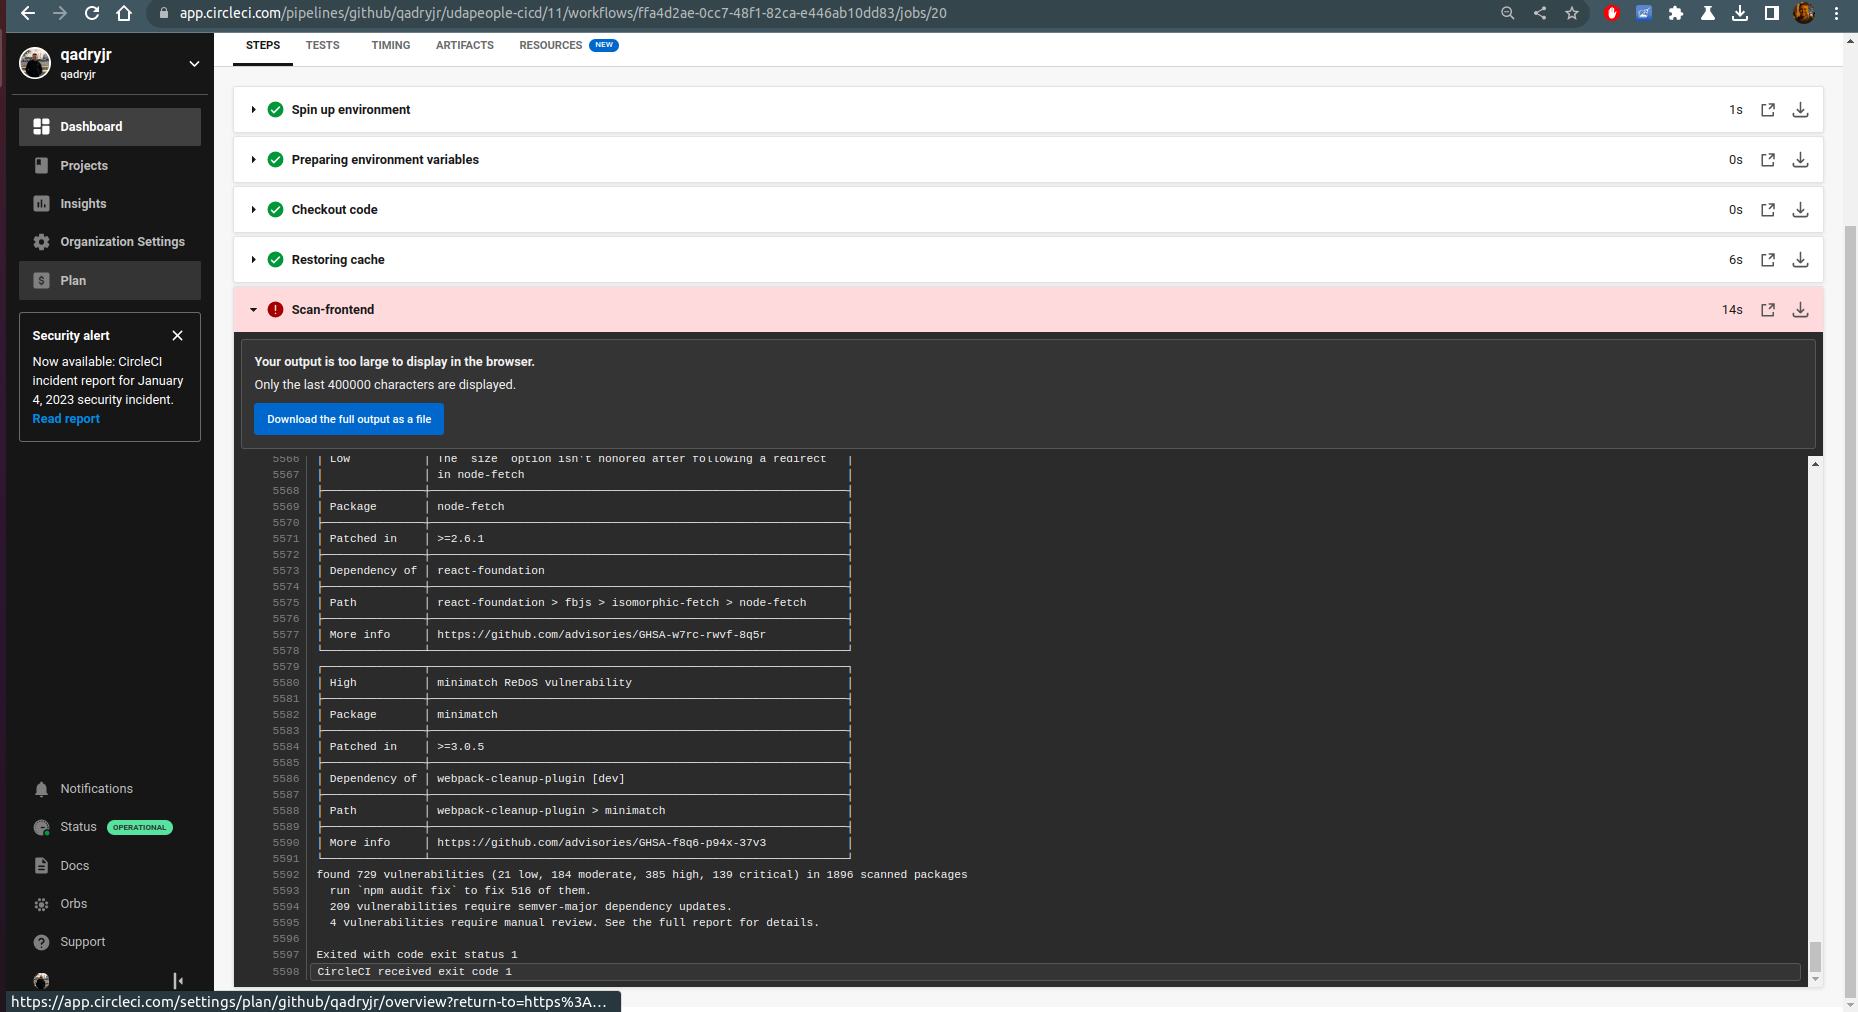 app.circleci.com/pipelines/github/qadryjr/udapeople-cicd/11/workflows/ffa4d2ae-0cc7-48f1-82ca-e446ab10dd83/jobs/20
qadryjr
qadryjr
Dashboard
Projects
Insights
Organization Settings
Plan
Security alert
Now available: CircleCI
incident report for January
4, 2023 security incident.
Read report
Notifications
Status OPERATIONAL
Docs
Orbs
Support
STEPS TESTS TIMING ARTIFACTS RESOURCES NEW
Spin up environment 1s
Preparing environment variables 0s
Checkout code 0s
Restoring cache 6s
Scan-frontend 14s
Your output is too large to display in the browser.
Only the last 400000 characters are displayed.
Download the full output as a file
5566 | Low | The `size` option isn't honored after following a redirect |
5567 | | in node-fetch |
5568
5569 | Package | node-fetch |
5570
5571 | Patched in | >=2.6.1 |
5572
5573 | Dependency of | react-foundation |
5574
5575 | Path | react-foundation > fbjs > isomorphic-fetch > node-fetch |
5576
5577 | More info | https://github.com/advisories/GHSA-w7rc-rwvf-8q5r |
5578
5579
5580 | High | minimatch ReDoS vulnerability |
5581
5582 | Package | minimatch |
5583
5584 | Patched in | >=3.0.5 |
5585
5586 | Dependency of | webpack-cleanup-plugin [dev] |
5587
5588 | Path | webpack-cleanup-plugin > minimatch |
5589
5590 | More info | https://github.com/advisories/GHSA-f8q6-p94x-37v3 |
5591
5592 found 729 vulnerabilities (21 low, 184 moderate, 385 high, 139 critical) in 1896 scanned packages
5593 run `npm audit fix` to fix 516 of them.
5594 209 vulnerabilities require semver-major dependency updates.
5595 4 vulnerabilities require manual review. See the full report for details.
5596
5597 Exited with code exit status 1
5598 CircleCI received exit code 1
https://app.circleci.com/settings/plan/github/qadryjr/overview?return-to=https%3A...